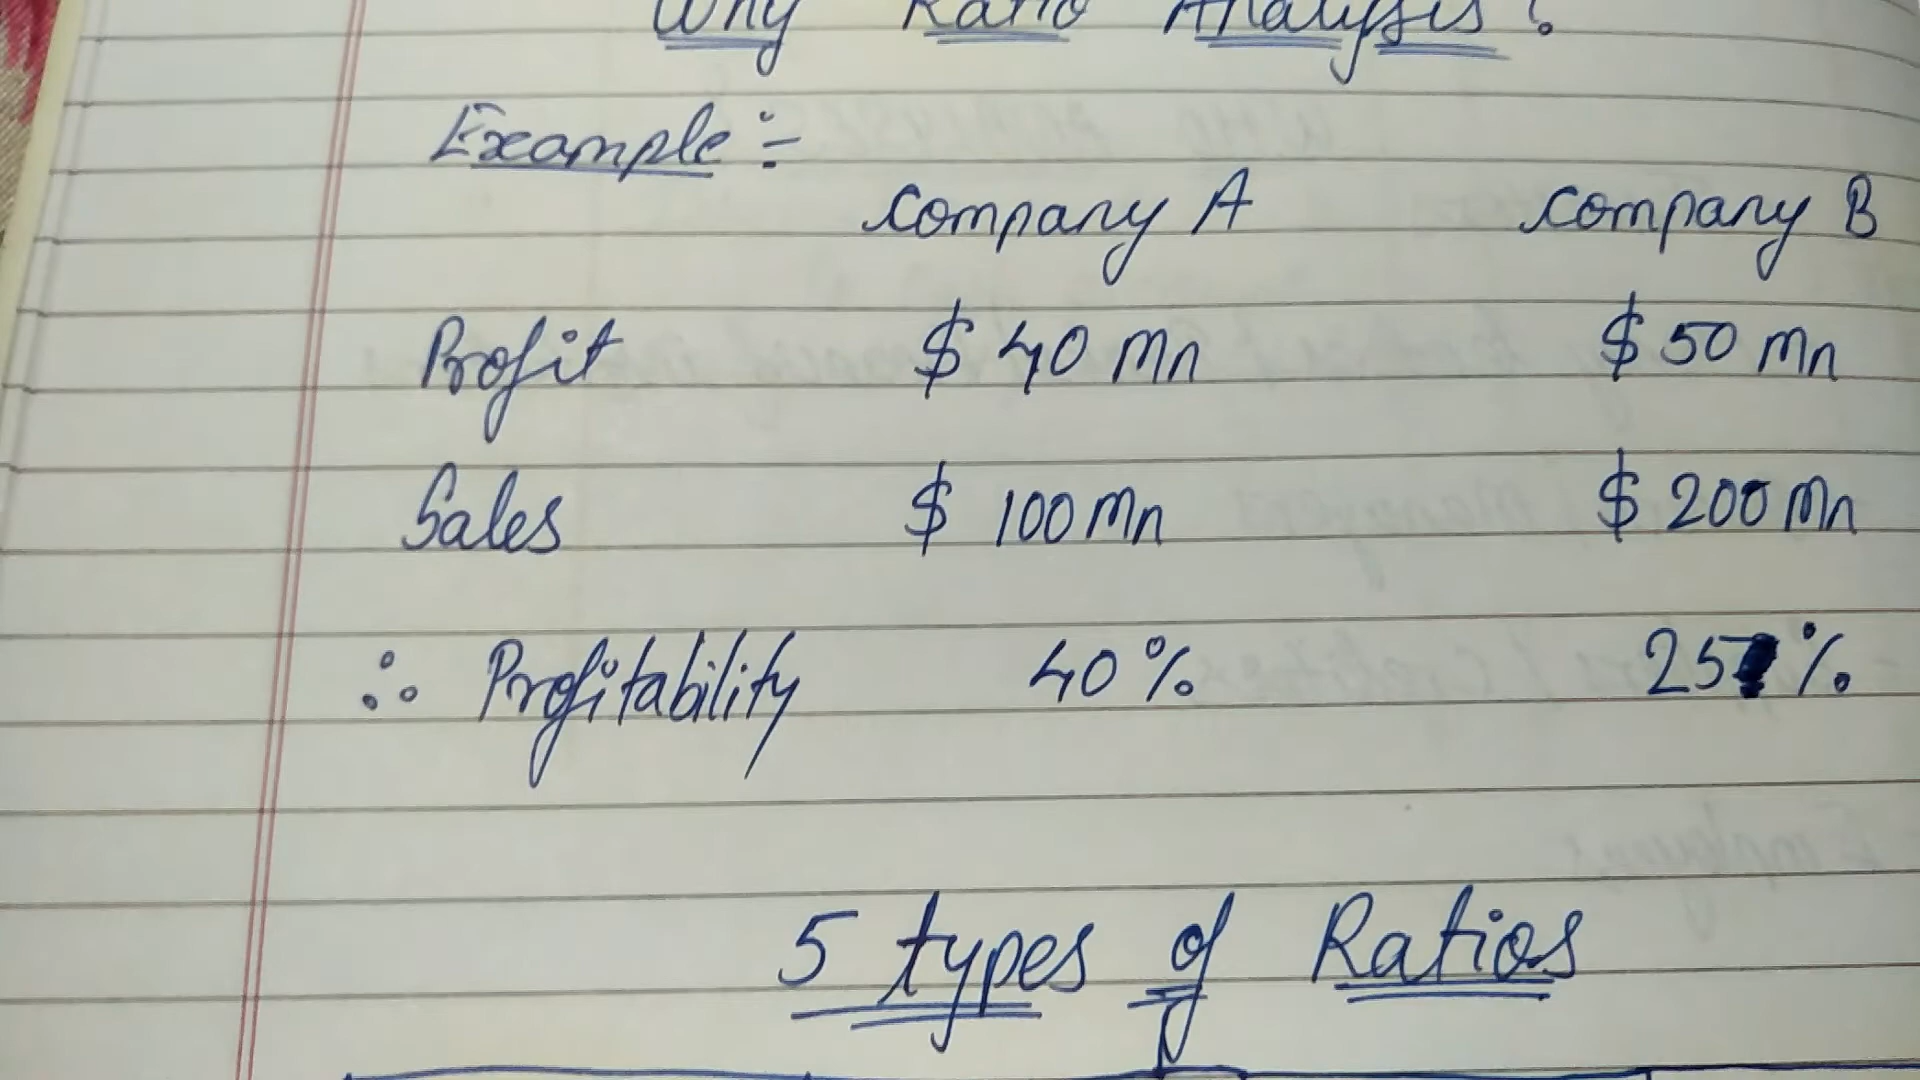 Why Ratio Analysis?
Example :-
Company A Company B
Profit $ 40 Mn $ 50 Mn
Sales $ 100 Mn $ 200 Mn
∴ Profitability 40 % 25 %
5 types of Ratios